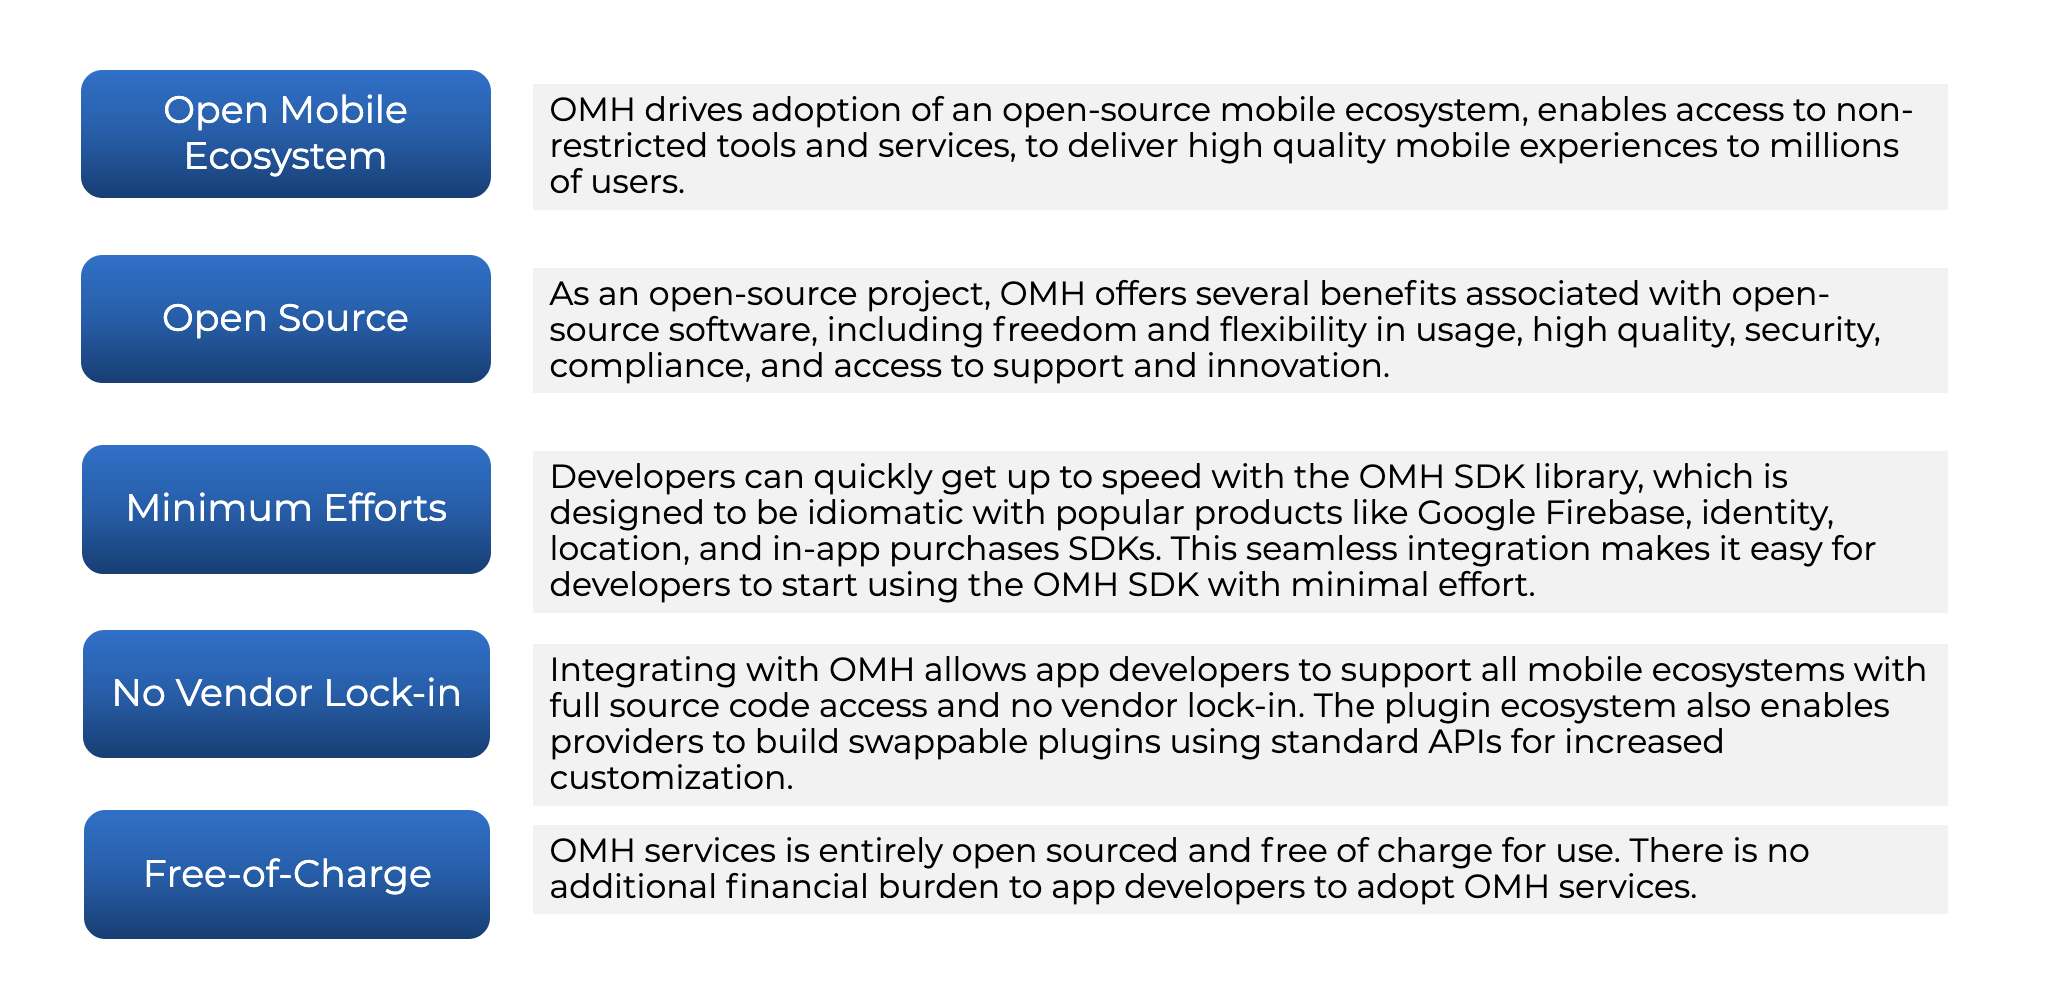 Open Mobile
Ecosystem
OMH drives adoption of an open-source mobile ecosystem, enables access to non-
restricted tools and services, to deliver high quality mobile experiences to millions
of users.
Open Source
As an open-source project, OMH offers several benefits associated with open-
source software, including freedom and flexibility in usage, high quality, security,
compliance, and access to support and innovation.
Minimum Efforts
Developers can quickly get up to speed with the OMH SDK library, which is
designed to be idiomatic with popular products like Google Firebase, identity,
location, and in-app purchases SDKs. This seamless integration makes it easy for
developers to start using the OMH SDK with minimal effort.
No Vendor Lock-in
Integrating with OMH allows app developers to support all mobile ecosystems with
full source code access and no vendor lock-in. The plugin ecosystem also enables
providers to build swappable plugins using standard APIs for increased
customization.
Free-of-Charge
OMH services is entirely open sourced and free of charge for use. There is no
additional financial burden to app developers to adopt OMH services.